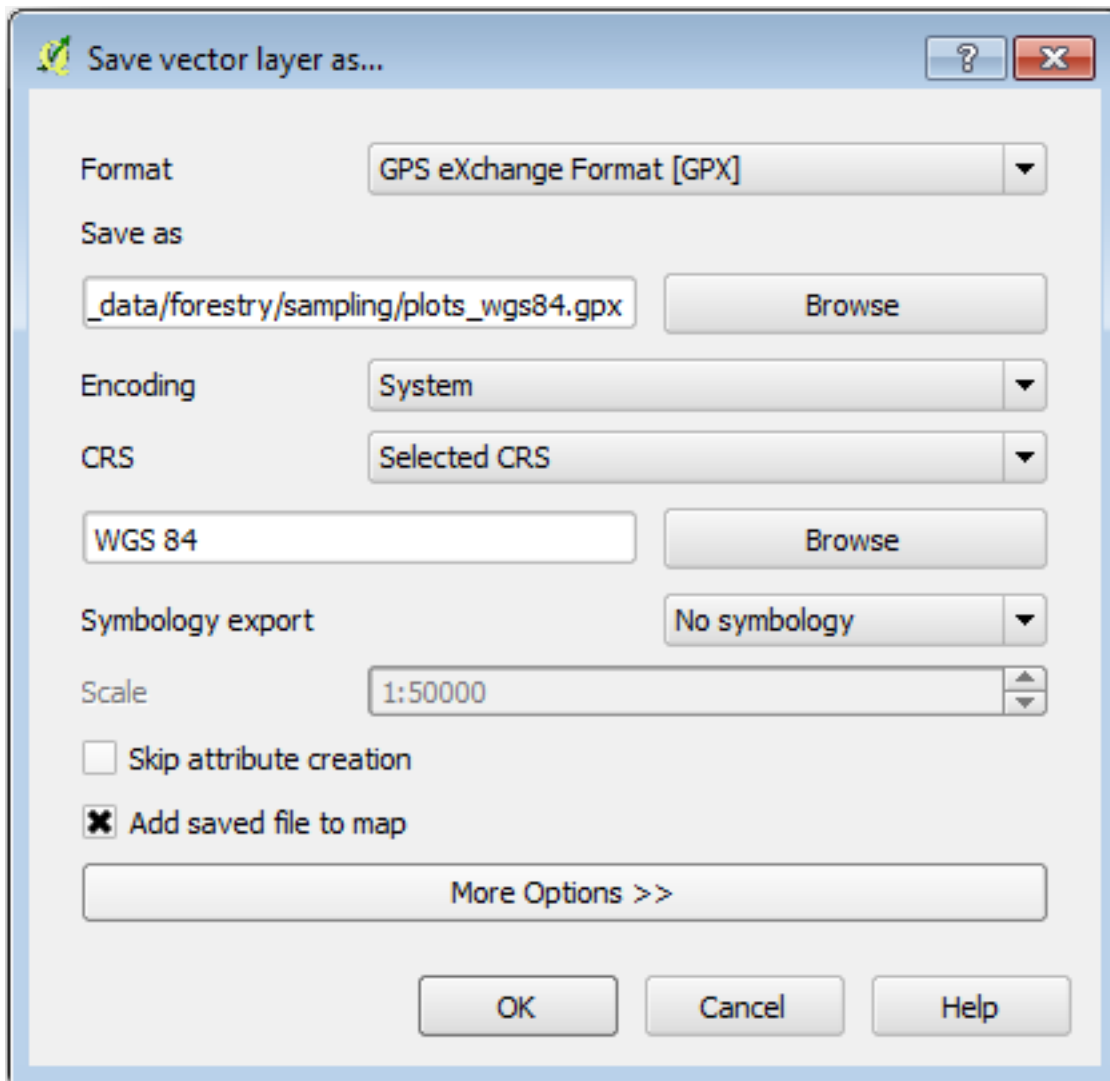 Save vector layer as...
?
Format GPS eXchange Format [GPX]
Save as
_data/forestry/sampling/plots_wgs84.gpx Browse
Encoding System
CRS Selected CRS
WGS 84 Browse
Symbology export No symbology
Scale 1:50000
Skip attribute creation
Add saved file to map
More Options >>
OK Cancel Help